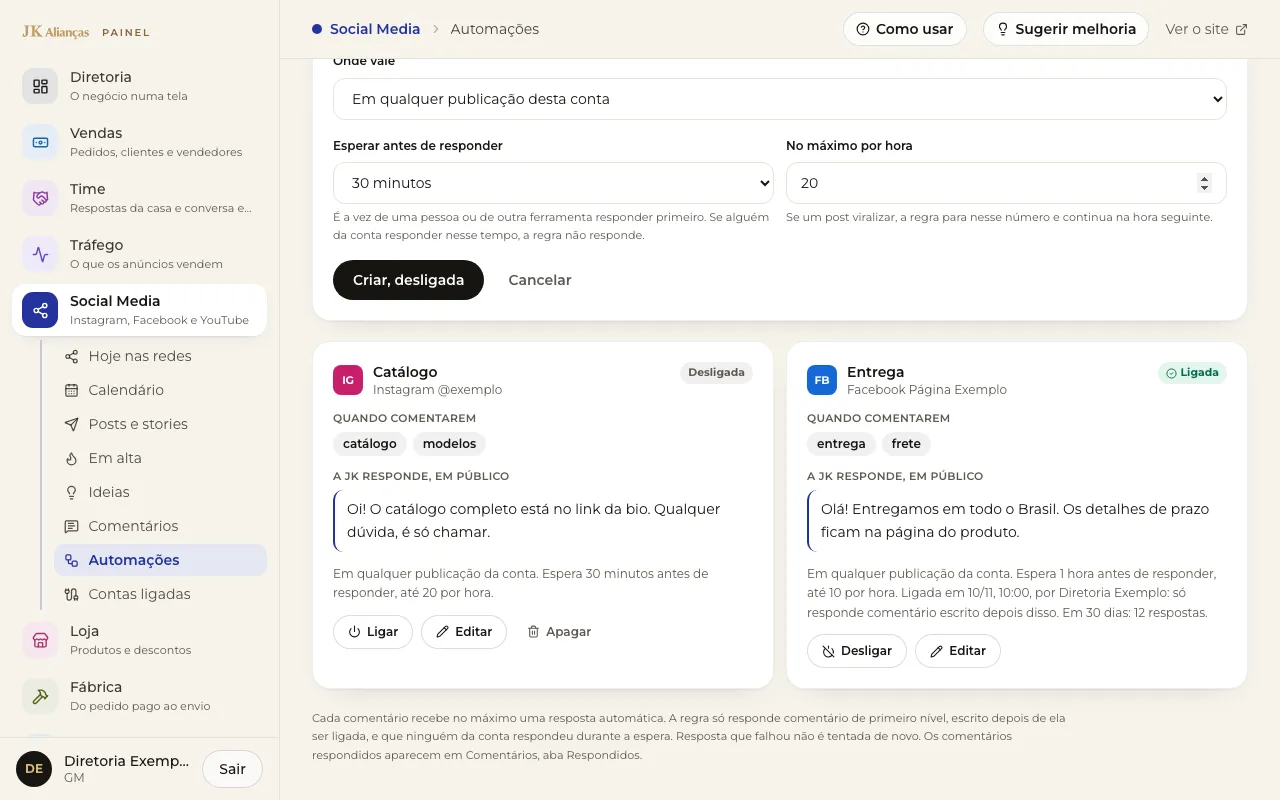 JK Alianças PAINEL
Diretoria
O negócio numa tela
Vendas
Pedidos, clientes e vendedores
Time
Respostas da casa e conversa e...
Tráfego
O que os anúncios vendem
Social Media
Instagram, Facebook e YouTube
Hoje nas redes
Calendário
Posts e stories
Em alta
Ideias
Comentários
Automações
Contas ligadas
Loja
Produtos e descontos
Fábrica
Do pedido pago ao envio
DE
Diretoria Exemp...
GM
Sair
Social Media > Automações
Como usar
Sugerir melhoria
Ver o site
Onde vale
Em qualquer publicação desta conta
Esperar antes de responder
30 minutos
É a vez de uma pessoa ou de outra ferramenta responder primeiro. Se alguém
da conta responder nesse tempo, a regra não responde.
No máximo por hora
20
Se um post viralizar, a regra para nesse número e continua na hora seguinte.
Criar, desligada
Cancelar
IG
Catálogo
Instagram @exemplo
Desligada
QUANDO COMENTAREM
catálogo modelos
A JK RESPONDE, EM PÚBLICO
Oi! O catálogo completo está no link da bio. Qualquer
dúvida, é só chamar.
Em qualquer publicação da conta. Espera 30 minutos antes de
responder, até 20 por hora.
Ligar
Editar
Apagar
FB
Entrega
Facebook Página Exemplo
Ligada
QUANDO COMENTAREM
entrega frete
A JK RESPONDE, EM PÚBLICO
Olá! Entregamos em todo o Brasil. Os detalhes de prazo
ficam na página do produto.
Em qualquer publicação da conta. Espera 1 hora antes de responder,
até 10 por hora. Ligada em 10/11, 10:00, por Diretoria Exemplo: só
responde comentário escrito depois disso. Em 30 dias: 12 respostas.
Desligar
Editar
Cada comentário recebe no máximo uma resposta automática. A regra só responde comentário de primeiro nível, escrito depois de ela
ser ligada, e que ninguém da conta respondeu durante a espera. Resposta que falhou não é tentada de novo. Os comentários
respondidos aparecem em Comentários, aba Respondidos.